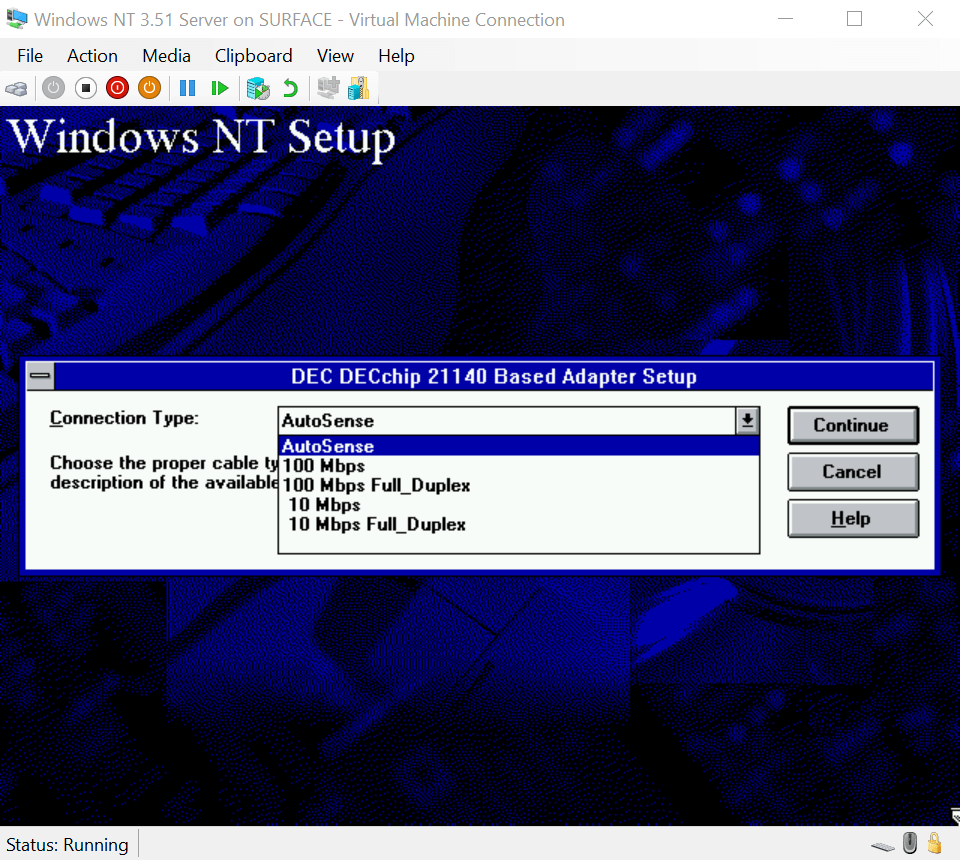 Windows NT 3.51 Server on SURFACE - Virtual Machine Connection
File Action Media Clipboard View Help
Windows NT Setup
DEC DECchip 21140 Based Adapter Setup
Connection Type:
AutoSense
Continue
AutoSense
Choose the proper cable ty
100 Mbps
Cancel
description of the available
100 Mbps Full_Duplex
10 Mbps
Help
10 Mbps Full_Duplex
Status: Running